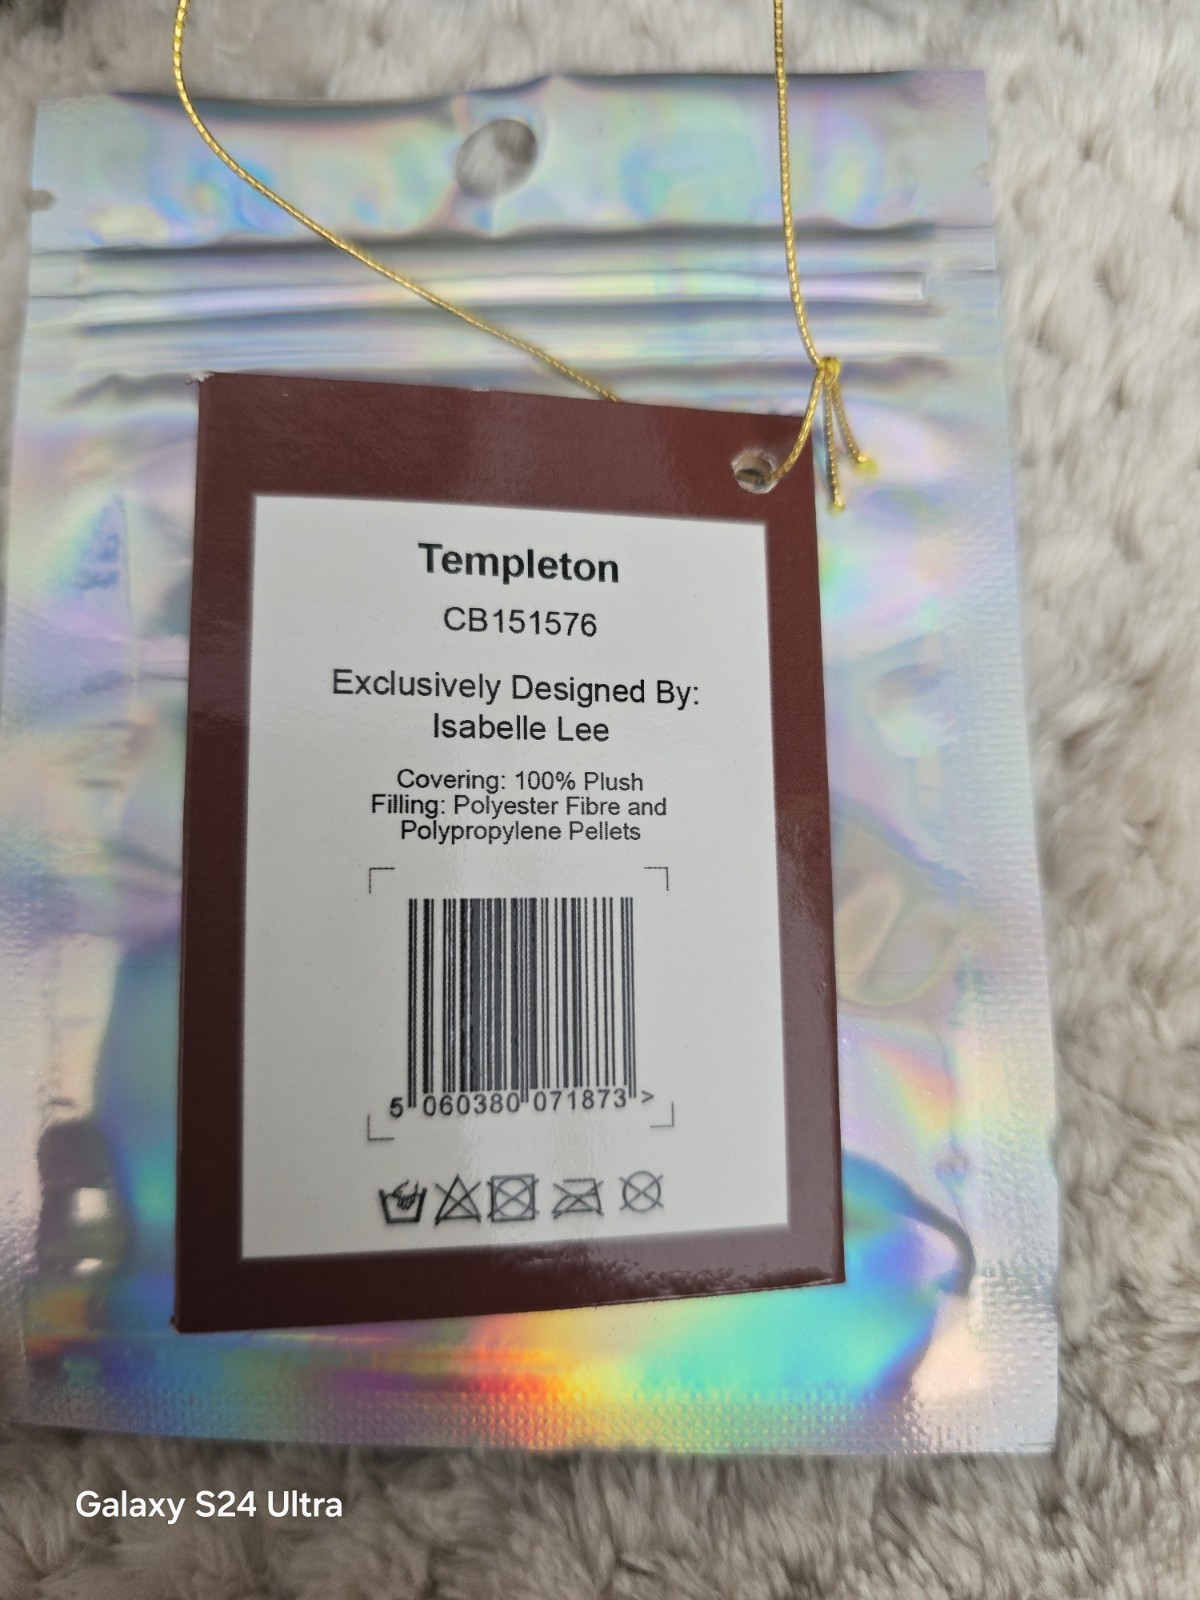 Templeton
CB151576
Exclusively Designed By:
Isabelle Lee
Covering: 100% Plush
Filling: Polyester Fibre and
Polypropylene Pellets
5 060380 071873 >
Galaxy S24 Ultra